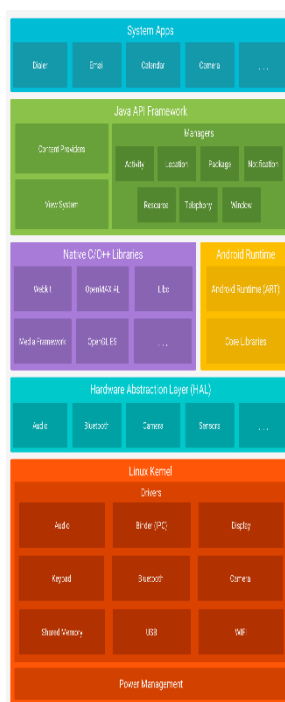 System Apps
Dialer Email Calendar Camera . . .
Java API Framework
Managers
Content Providers
Activity Location Package Notification
View System
Resource Telephony Window
Native C/C++ Libraries
Android Runtime
Webkit OpenMAX AL Libc
Android Runtime (ART)
Media Framework OpenGL ES . . .
Core Libraries
Hardware Abstraction Layer (HAL)
Audio Bluetooth Camera Sensors . . .
Linux Kernel
Drivers
Audio Binder (IPC) Display
Keypad Bluetooth Camera
Shared Memory USB WIFI
Power Management